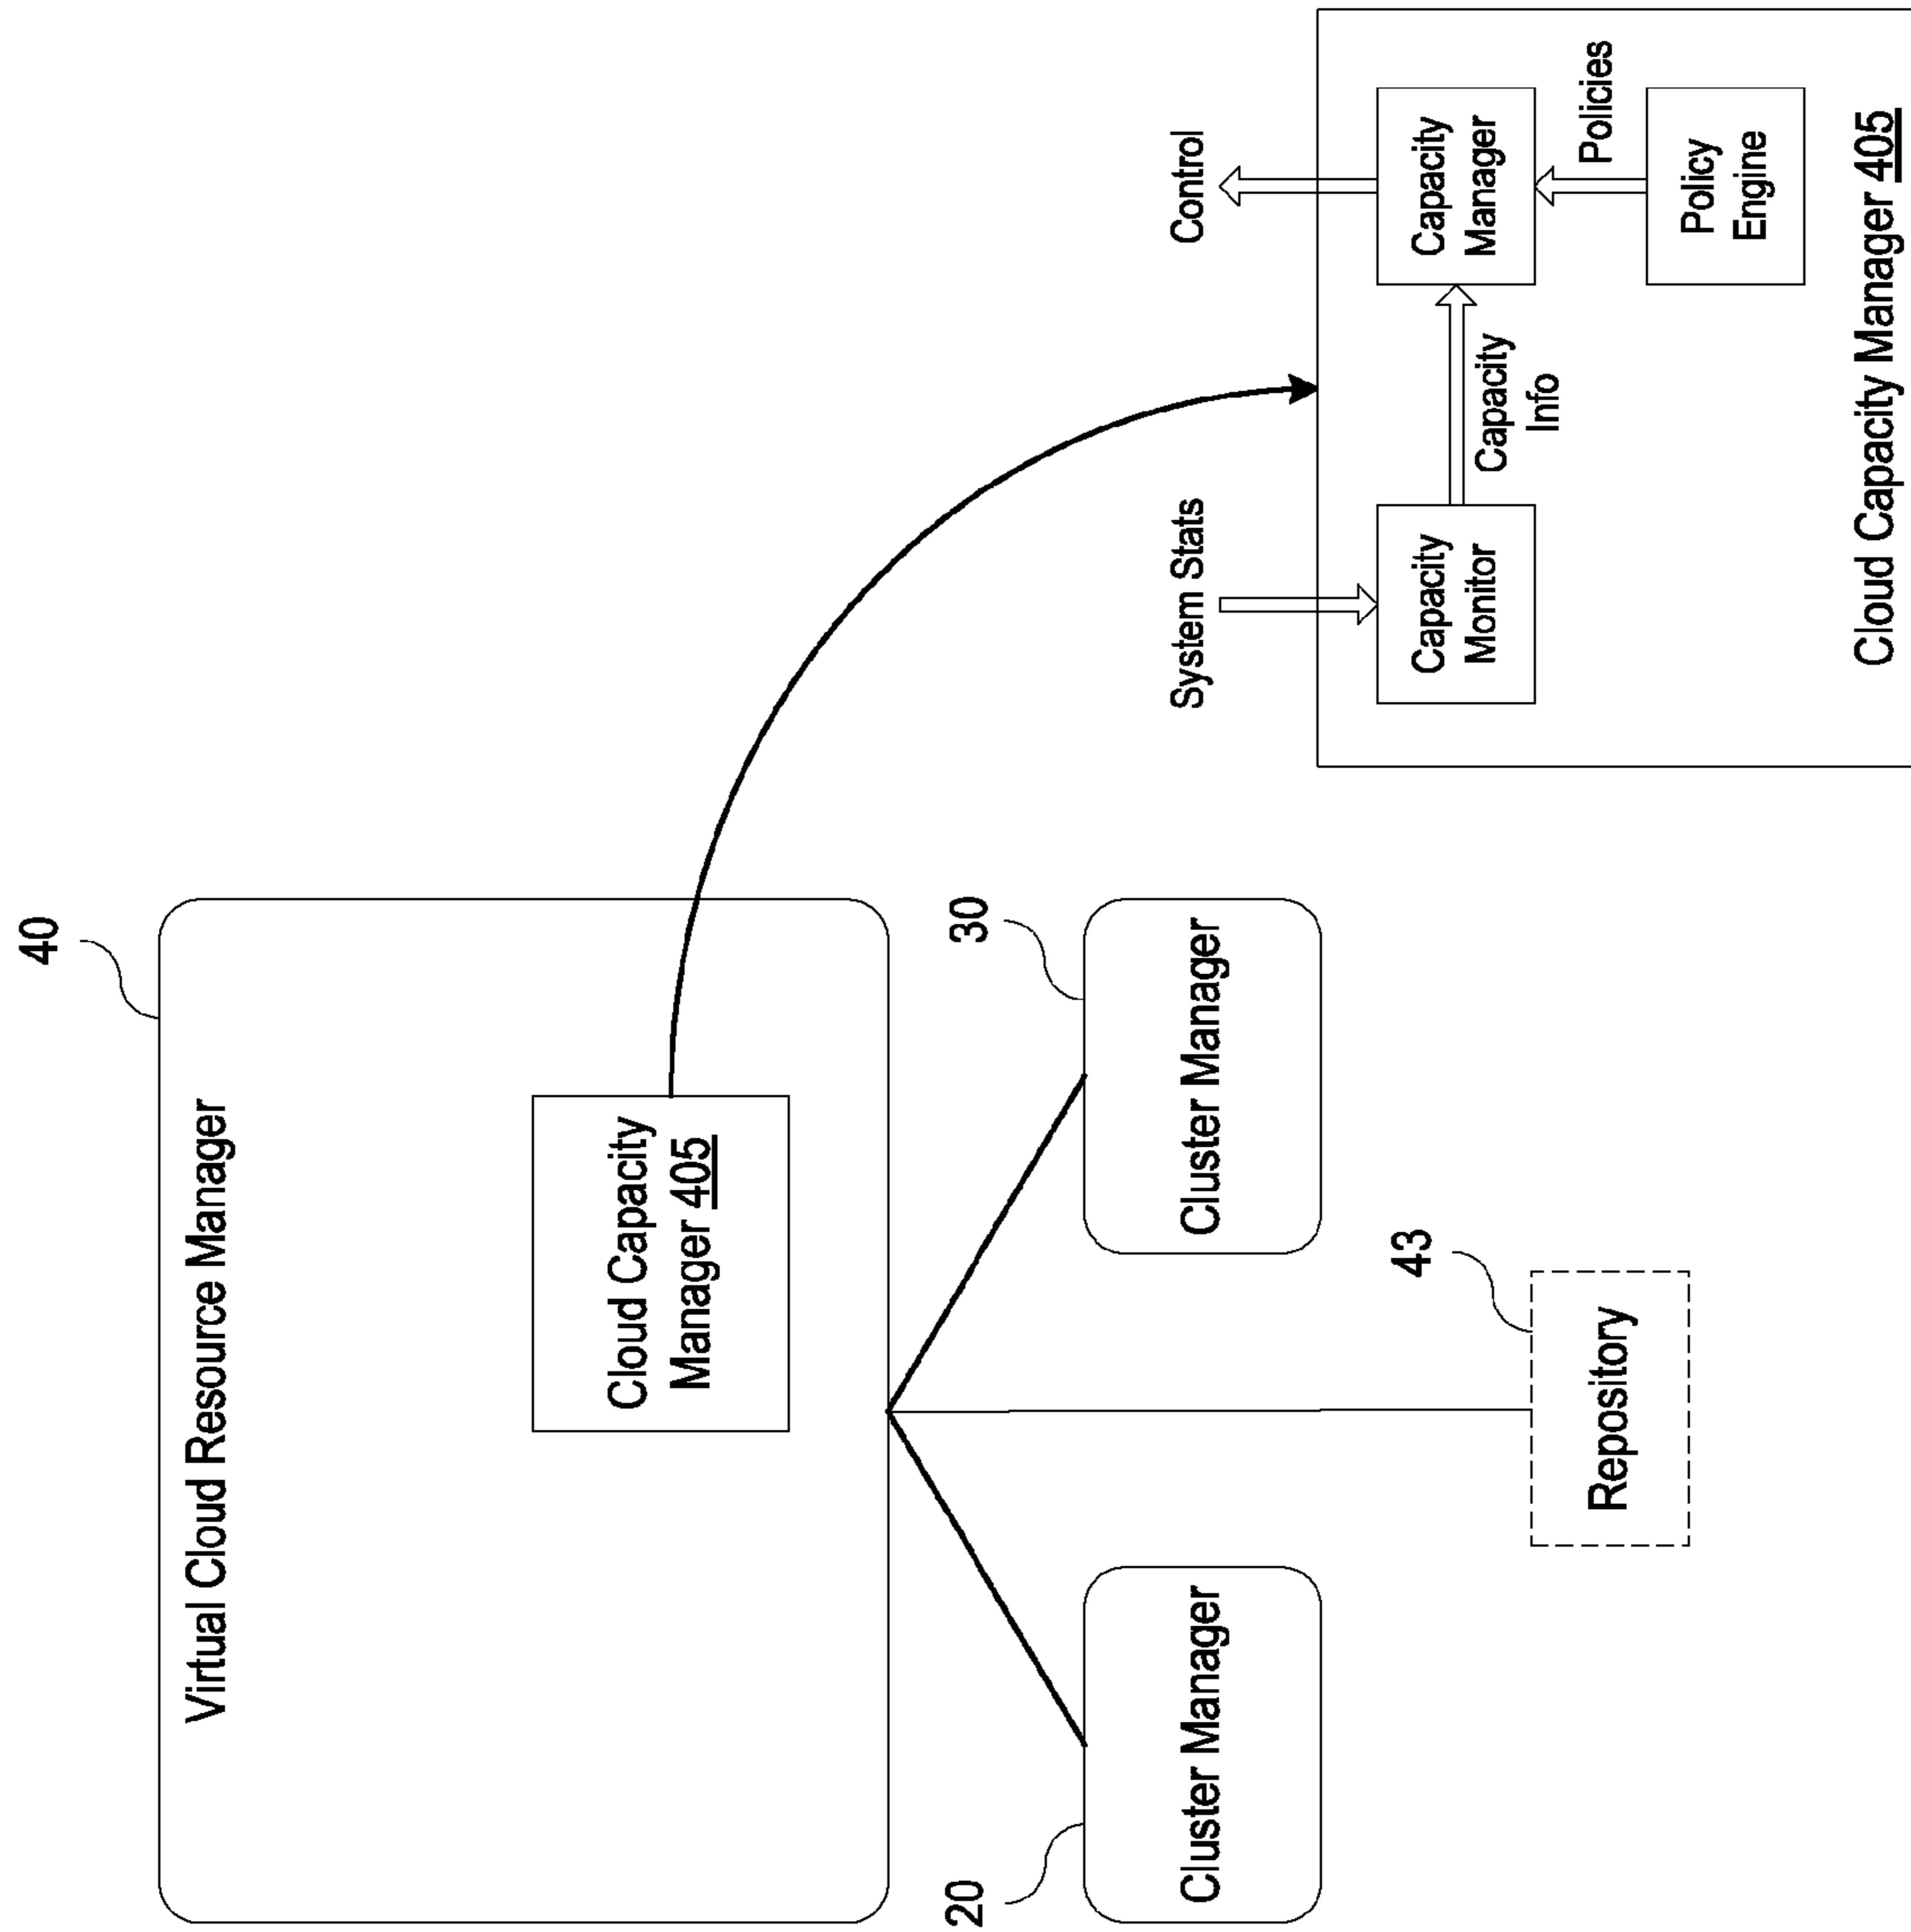 40
Virtual Cloud Resource Manager
Cloud Capacity
Manager 405
20
Cluster Manager
30
Cluster Manager
43
Repository
System Stats
Control
Capacity
Monitor
Capacity
Info
Capacity
Manager
Policies
Policy
Engine
Cloud Capacity Manager 405